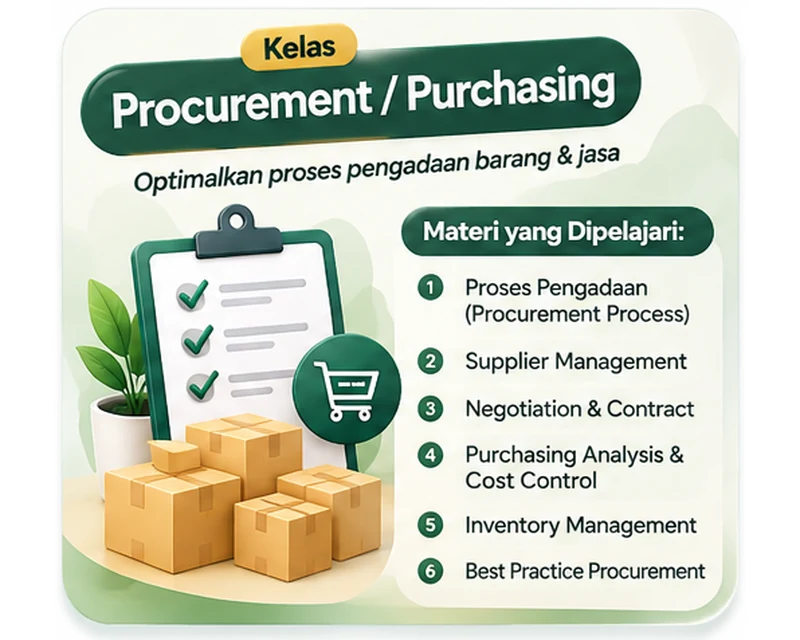 Kelas
Procurement / Purchasing
Optimalkan proses pengadaan barang & jasa
Materi yang Dipelajari:
1 Proses Pengadaan
(Procurement Process)
2 Supplier Management
3 Negotiation & Contract
4 Purchasing Analysis &
Cost Control
5 Inventory Management
6 Best Practice Procurement